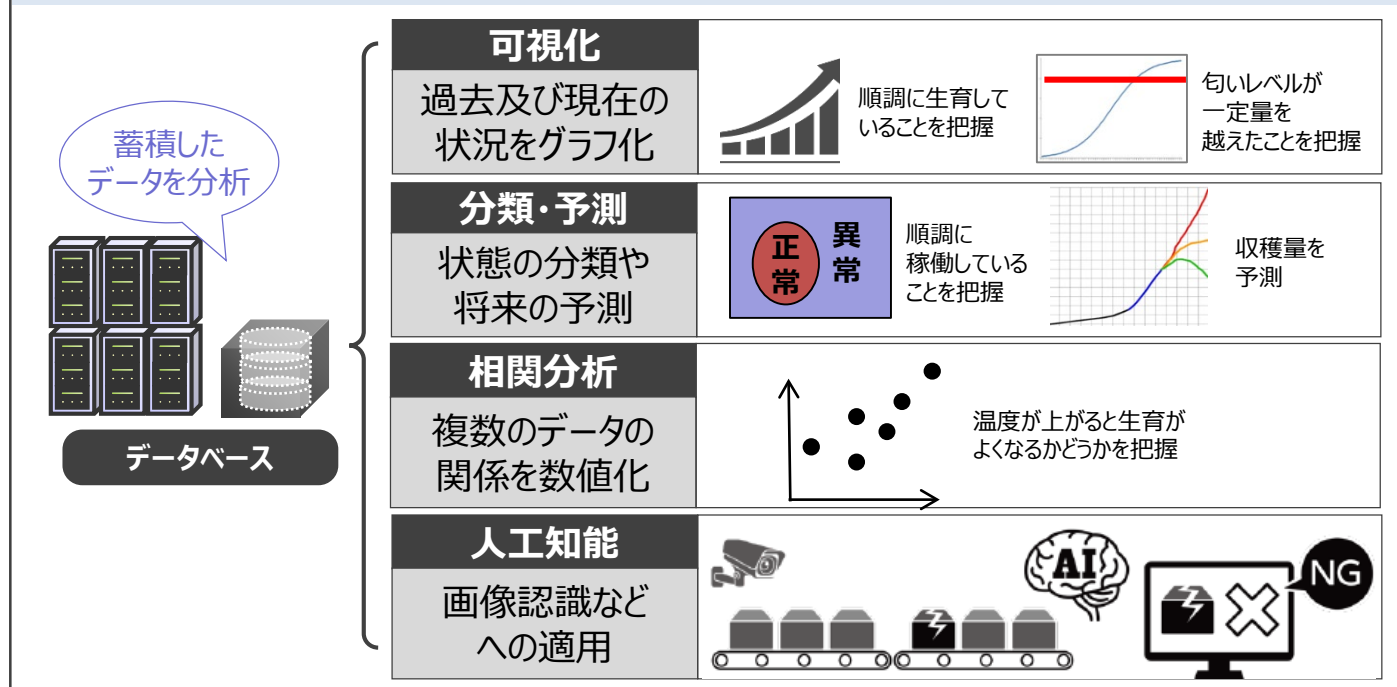 蓄積した
データを分析
データベース
可視化
過去及び現在の
状況をグラフ化
順調に生育して
いることを把握
匂いレベルが
一定量を
越えたことを把握
分類・予測
状態の分類や
将来の予測
正常
異常
順調に
稼働している
ことを把握
収穫量を
予測
相関分析
複数のデータの
関係を数値化
温度が上がると生育が
よくなるかどうかを把握
人工知能
画像認識など
への適用
AI
NG